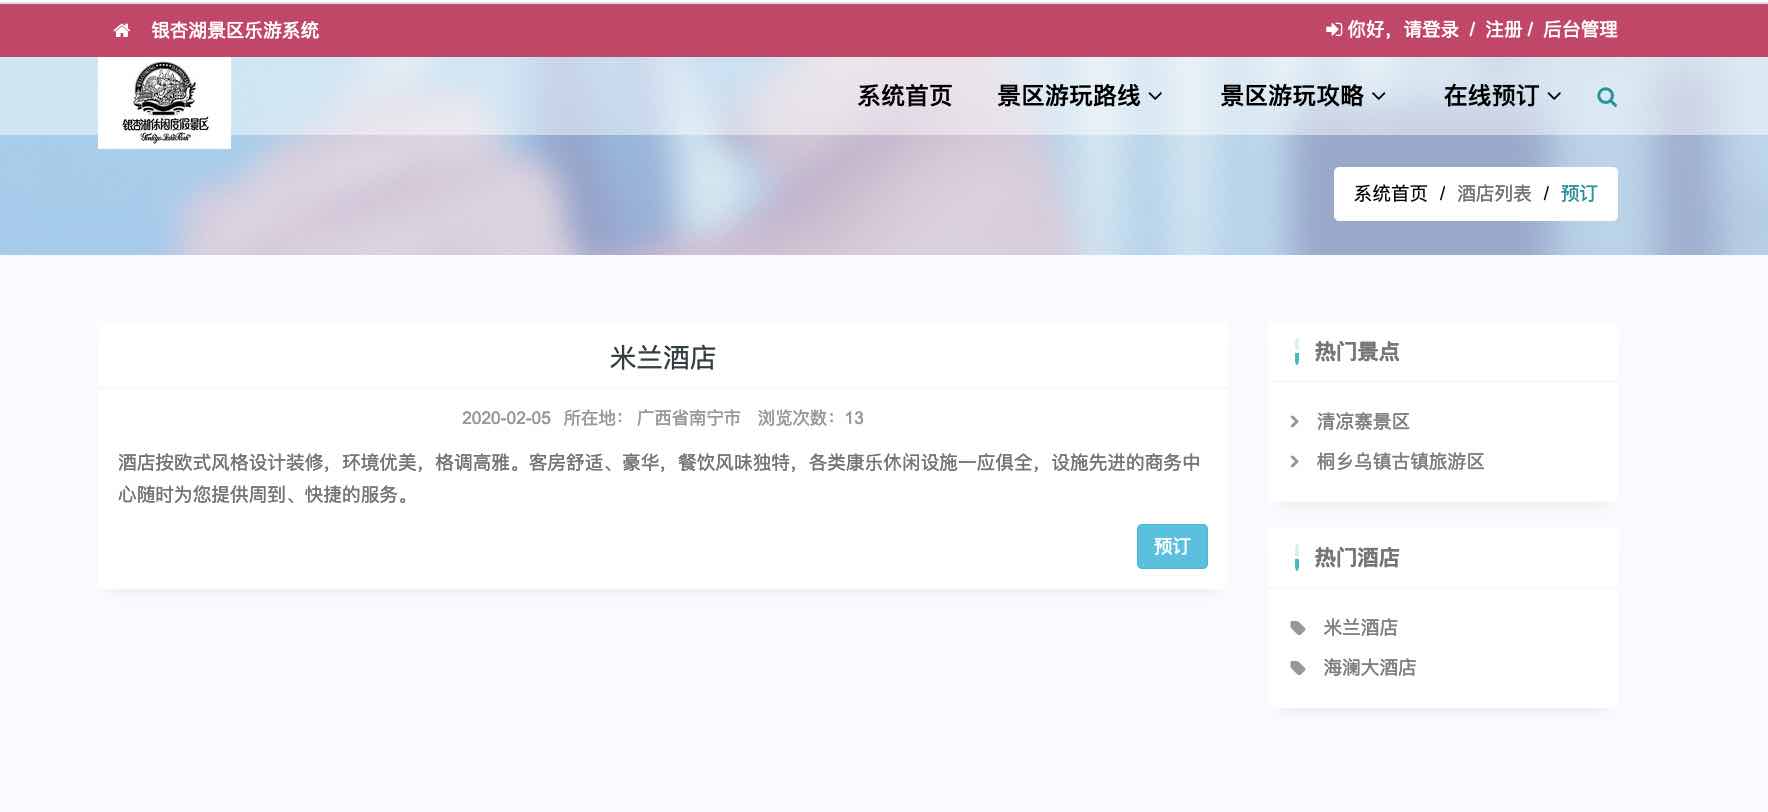 银杏湖景区乐游系统
你好，请登录 / 注册 / 后台管理
银杏湖休闲度假景区
系统首页 景区游玩路线 景区游玩攻略 在线预订
系统首页 / 酒店列表 / 预订
米兰酒店
2020-02-05 所在地： 广西省南宁市 浏览次数：13
酒店按欧式风格设计装修，环境优美，格调高雅。客房舒适、豪华，餐饮风味独特，各类康乐休闲设施一应俱全，设施先进的商务中
心随时为您提供周到、快捷的服务。
预订
热门景点
清凉寨景区
桐乡乌镇古镇旅游区
热门酒店
米兰酒店
海澜大酒店